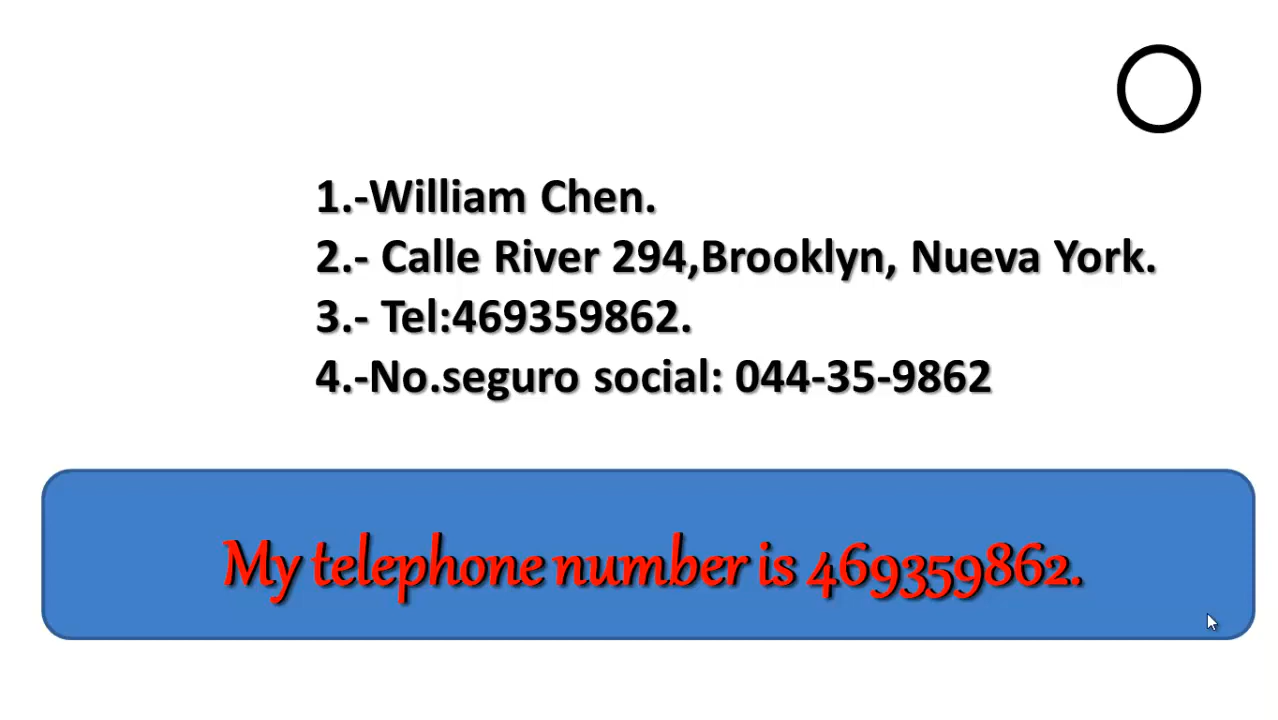 1.-William Chen.
2.- Calle River 294,Brooklyn, Nueva York.
3.- Tel:469359862.
4.-No.seguro social: 044-35-9862
My telephone number is 469359862.